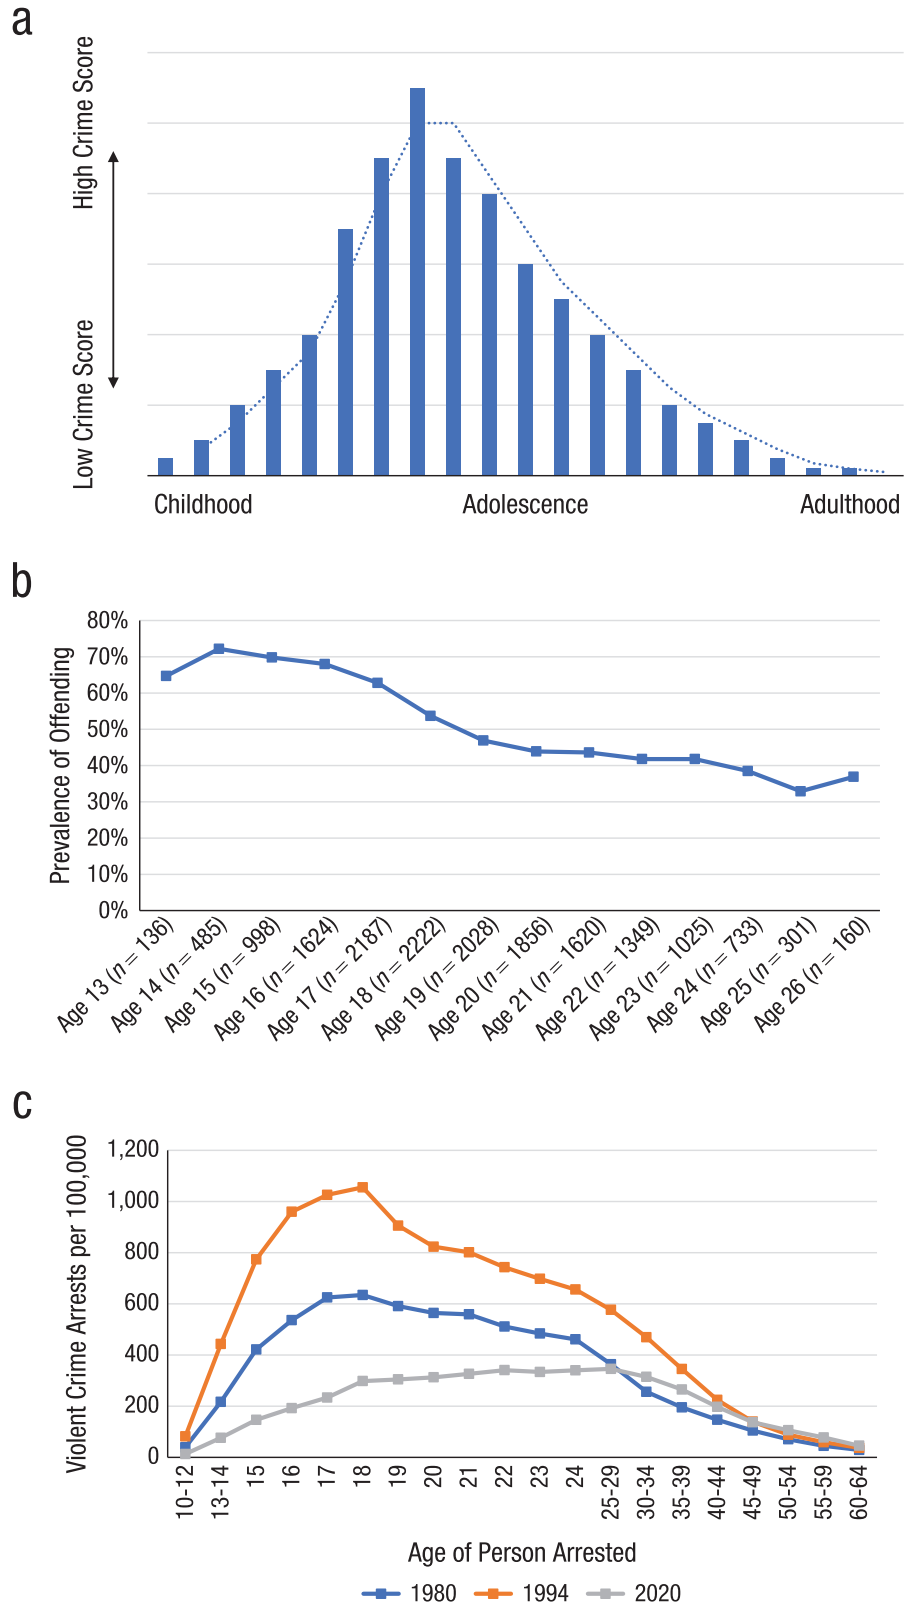 a
High Crime Score
Low Crime Score
Childhood
Adolescence
Adulthood
b
Prevalence of Offending
80%
70%
60%
50%
40%
30%
20%
10%
0%
Age 13 (n = 136)
Age 14 (n = 485)
Age 15 (n = 998)
Age 16 (n = 1624)
Age 17 (n = 2187)
Age 18 (n = 2222)
Age 19 (n = 2028)
Age 20 (n = 1856)
Age 21 (n = 1620)
Age 22 (n = 1349)
Age 23 (n = 1025)
Age 24 (n = 733)
Age 25 (n = 301)
Age 26 (n = 160)
c
Violent Crime Arrests per 100,000
1,200
1,000
800
600
400
200
0
10-12
13-14
15
16
17
18
19
20
21
22
23
24
25-29
30-34
35-39
40-44
45-49
50-54
55-59
60-64
Age of Person Arrested
1980
1994
2020